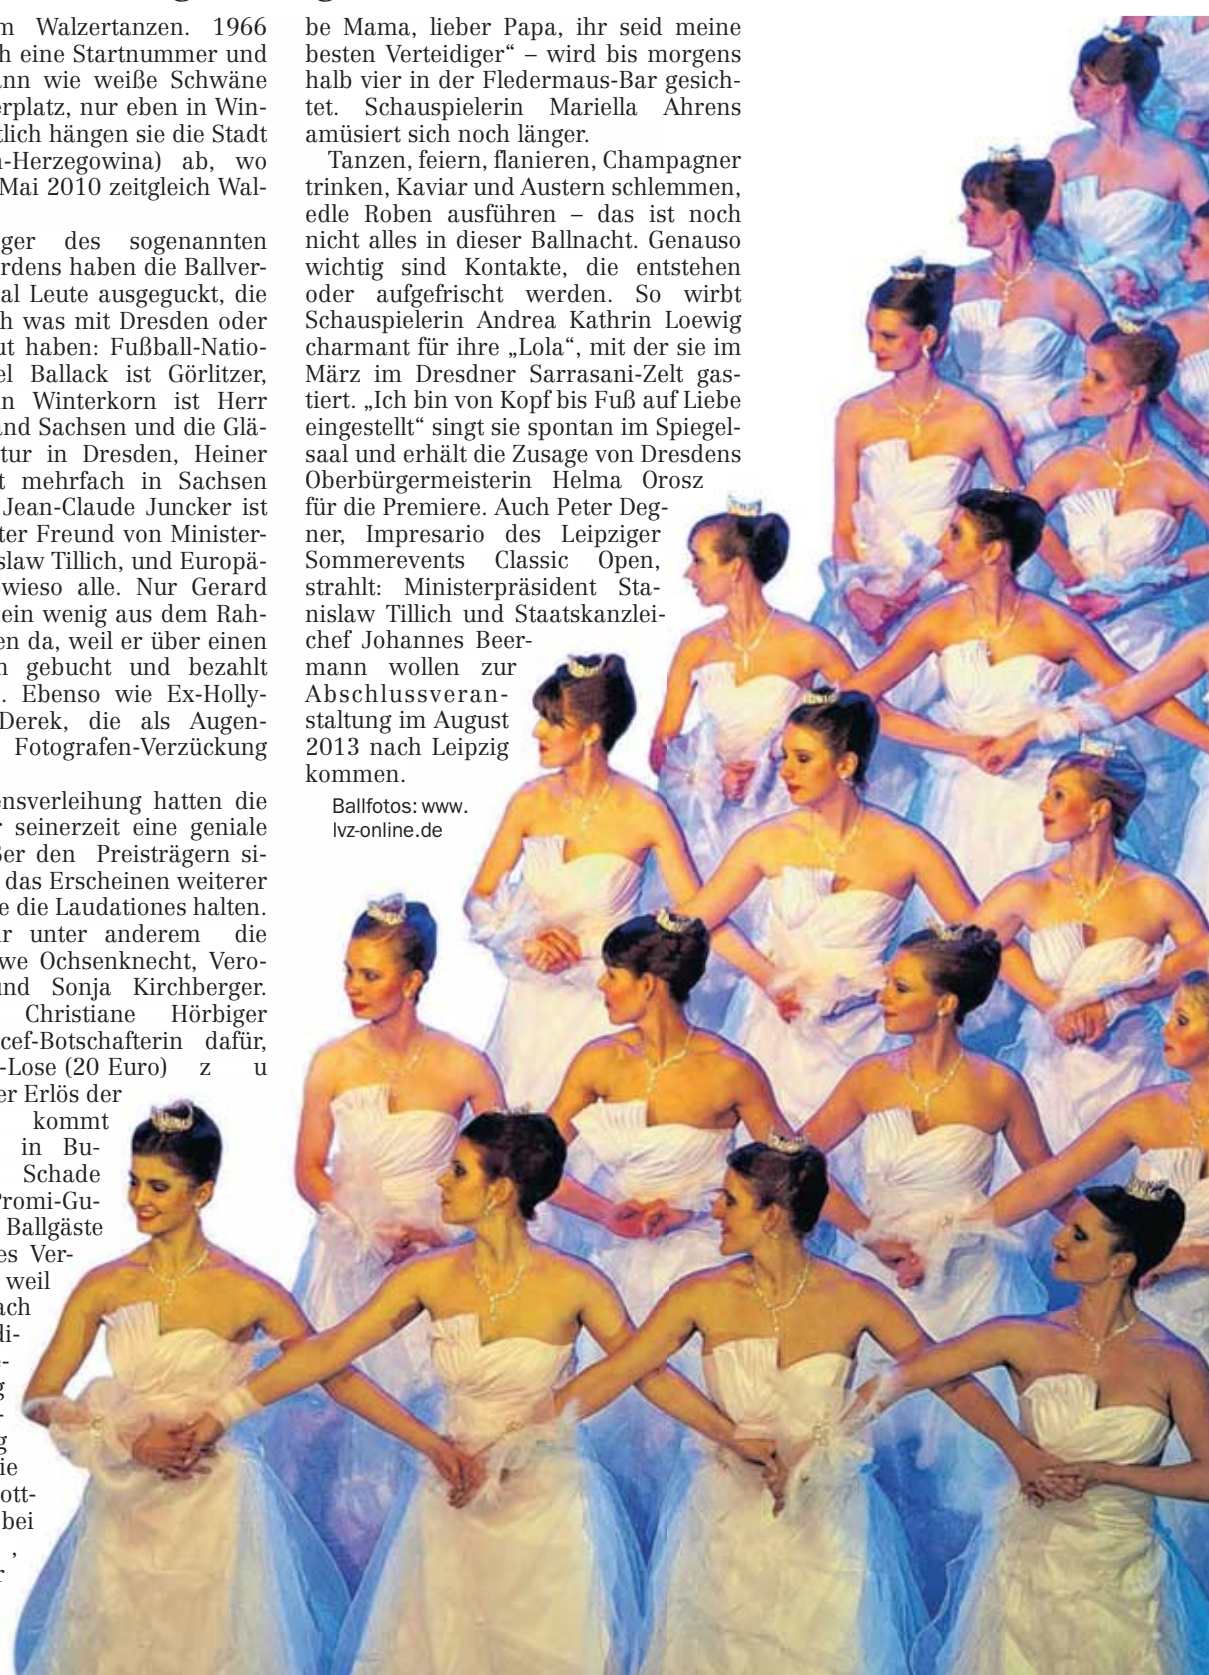 m Walzertanzen. 1966
h eine Startnummer und
ann wie weiße Schwäne
erplatz, nur eben in Win-
tlich hängen sie die Stadt
-Herzegowina) ab, wo
Mai 2010 zeitgleich Wal-
ger des sogenannten
rdens haben die Ballver-
al Leute ausgeguckt, die
h was mit Dresden oder
ut haben: Fußball-Natio-
el Ballack ist Görlitzer,
n Winterkorn ist Herr
and Sachsen und die Glä-
tur in Dresden, Heiner
t mehrfach in Sachsen
Jean-Claude Juncker ist
ter Freund von Minister-
slaw Tillich, und Europä-
wieso alle. Nur Gerard
ein wenig aus dem Rah-
en da, weil er über einen
n gebucht und bezahlt
. Ebenso wie Ex-Holly-
Derek, die als Augen-
Fotografen-Verzückung
ensverleihung hatten die
r seinerzeit eine geniale
ßer den Preisträgern si-
das Erscheinen weiterer
e die Laudationes halten.
r unter anderem die
we Ochsenknecht, Vero-
und Sonja Kirchberger.
Christiane Hörbiger
cef-Botschafterin dafür,
-Lose (20 Euro) z u
er Erlös der
kommt
in Bu-
Schade
Promi-Gu-
Ballgäste
es Ver-
weil
ach
di-
e-
g
-
g
ie
ott-
bei
,
r
be Mama, lieber Papa, ihr seid meine
besten Verteidiger“ – wird bis morgens
halb vier in der Fledermaus-Bar gesich-
tet. Schauspielerin Mariella Ahrens
amüsiert sich noch länger.
Tanzen, feiern, flanieren, Champagner
trinken, Kaviar und Austern schlemmen,
edle Roben ausführen – das ist noch
nicht alles in dieser Ballnacht. Genauso
wichtig sind Kontakte, die entstehen
oder aufgefrischt werden. So wirbt
Schauspielerin Andrea Kathrin Loewig
charmant für ihre „Lola“, mit der sie im
März im Dresdner Sarrasani-Zelt gas-
tiert. „Ich bin von Kopf bis Fuß auf Liebe
eingestellt“ singt sie spontan im Spiegel-
saal und erhält die Zusage von Dresdens
Oberbürgermeisterin Helma Orosz
für die Premiere. Auch Peter Deg-
ner, Impresario des Leipziger
Sommerevents Classic Open,
strahlt: Ministerpräsident Sta-
nislaw Tillich und Staatskanzlei-
chef Johannes Beer-
mann wollen zur
Abschlussveran-
staltung im August
2013 nach Leipzig
kommen.
Ballfotos: www.
lvz-online.de